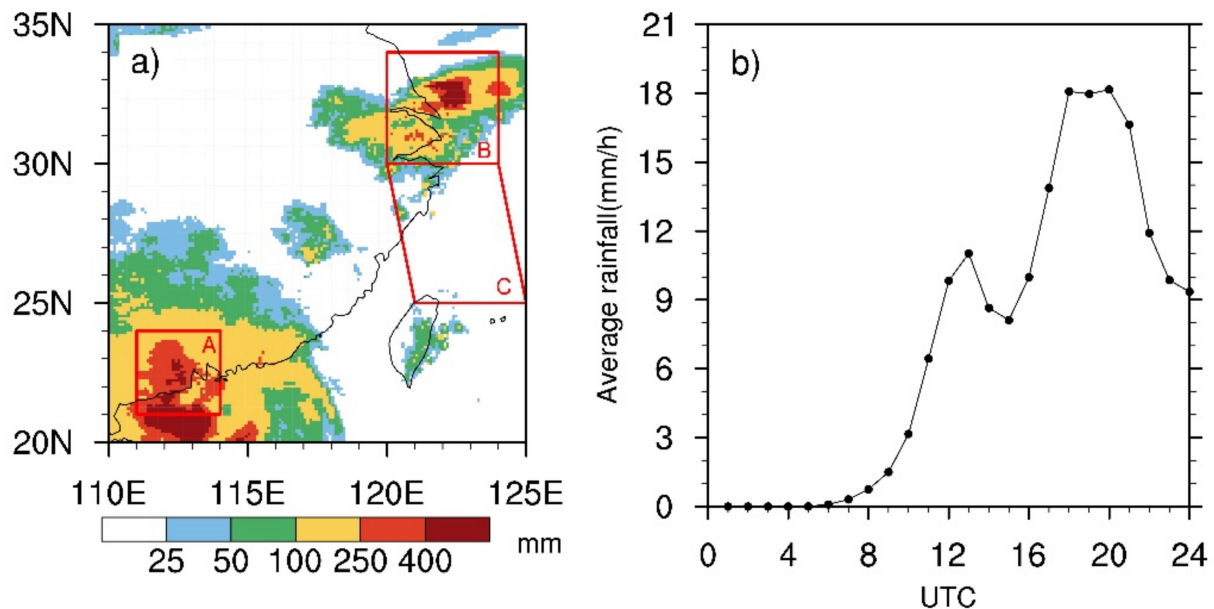 35N
30N
25N
20N
a)
B
C
A
110E 115E 120E 125E
25 50 100 250 400 mm
b)
Average rainfall(mm/h)
21
18
15
12
9
6
3
0
0 4 8 12 16 20 24
UTC